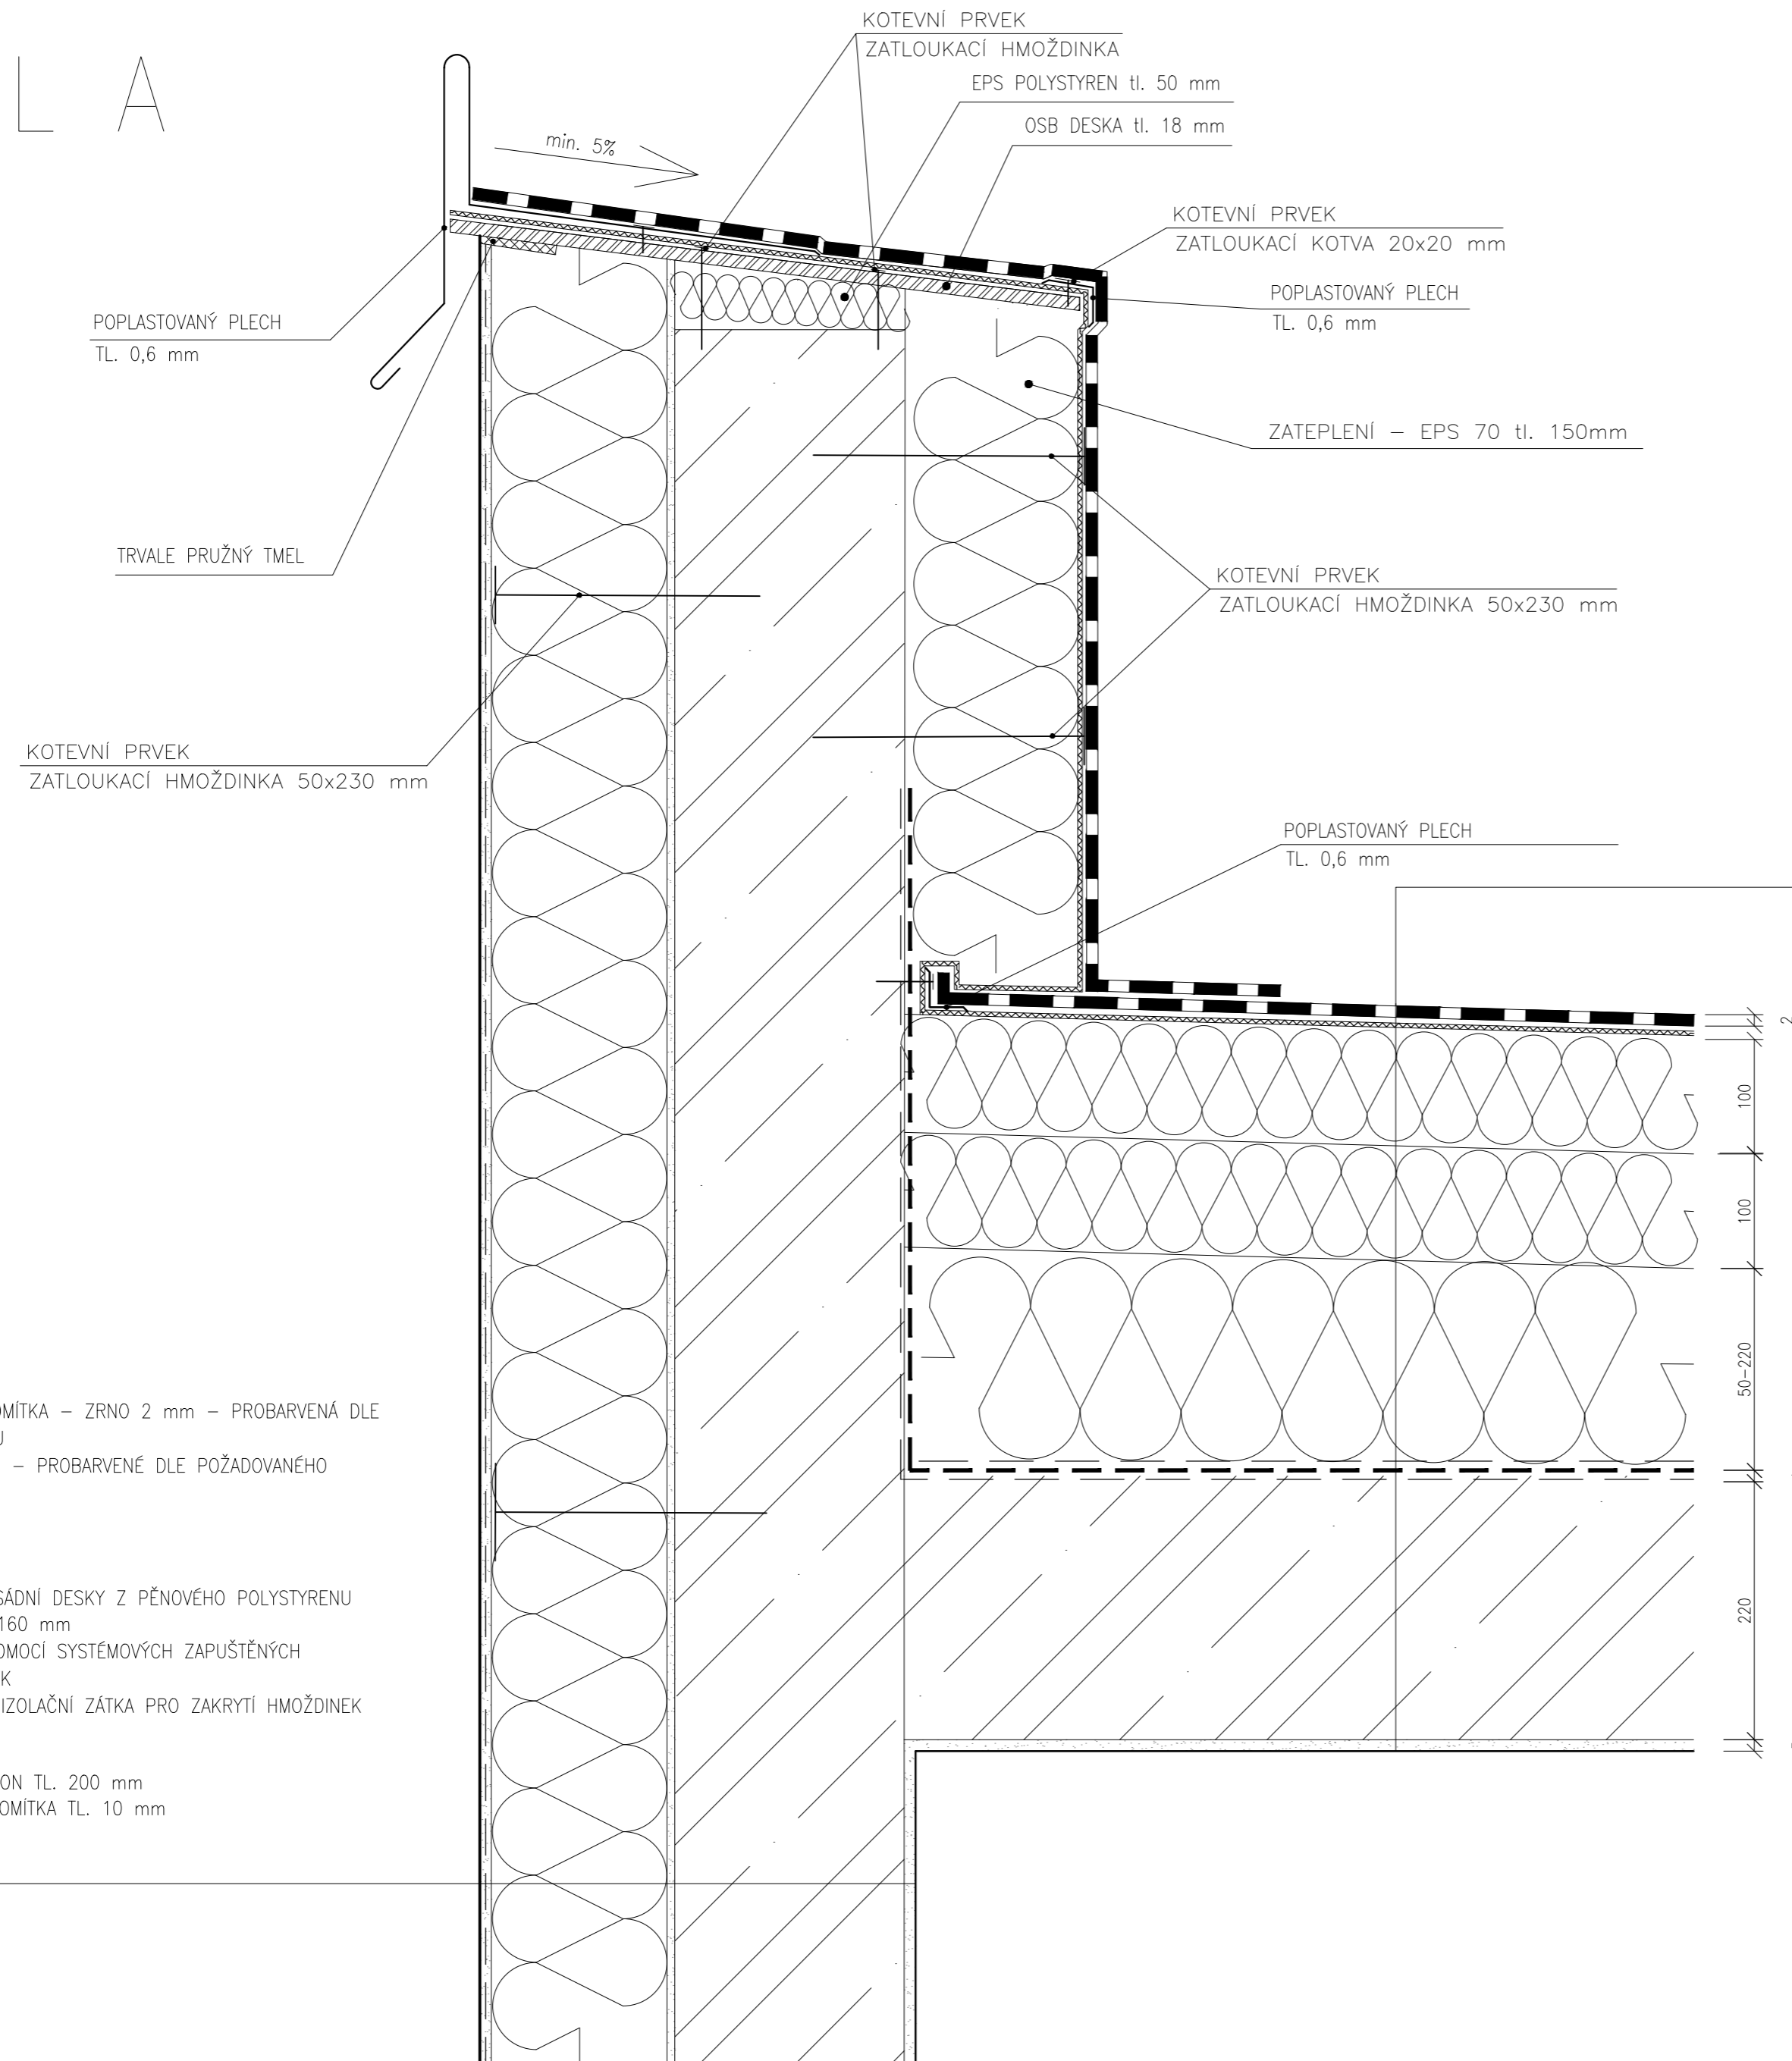 L A
KOTEVNÍ PRVEK
ZATLOUKACÍ HMOŽDINKA
EPS POLYSTYREN tl. 50 mm
OSB DESKA tl. 18 mm
min. 5%
KOTEVNÍ PRVEK
ZATLOUKACÍ KOTVA 20x20 mm
POPLASTOVANÝ PLECH
TL. 0,6 mm
POPLASTOVANÝ PLECH
TL. 0,6 mm
ZATEPLENÍ – EPS 70 tl. 150mm
TRVALE PRUŽNÝ TMEL
KOTEVNÍ PRVEK
ZATLOUKACÍ HMOŽDINKA 50x230 mm
KOTEVNÍ PRVEK
ZATLOUKACÍ HMOŽDINKA 50x230 mm
POPLASTOVANÝ PLECH
TL. 0,6 mm
2
100
100
50–220
220
OMÍTKA – ZRNO 2 mm – PROBARVENÁ DLE
U
– PROBARVENÉ DLE POŽADOVANÉHO
SÁDNÍ DESKY Z PĚNOVÉHO POLYSTYRENU
160 mm
OMOCÍ SYSTÉMOVÝCH ZAPUŠTĚNÝCH
K
IZOLAČNÍ ZÁTKA PRO ZAKRYTÍ HMOŽDINEK
ON TL. 200 mm
OMÍTKA TL. 10 mm